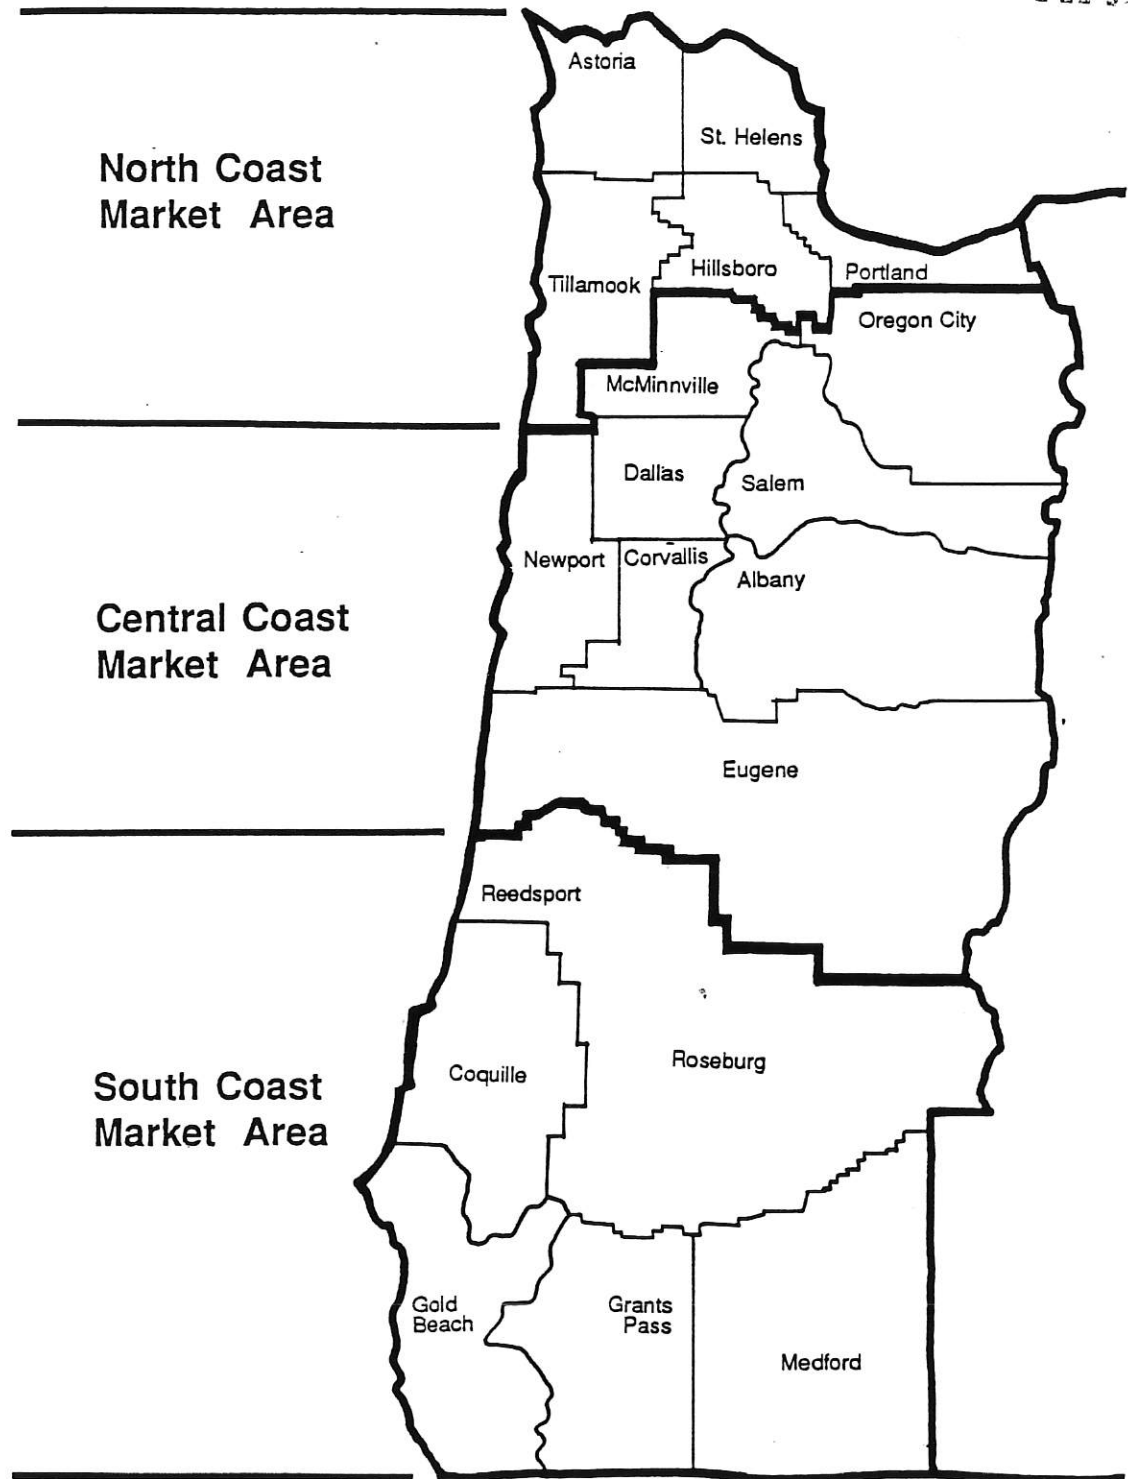 Astoria
St. Helens
North Coast
Market Area
Hillsboro
Portland
Tillamook
Oregon City
McMinnville
Dallas
Salem
Newport
Corvallis
Albany
Central Coast
Market Area
Eugene
Reedsport
Roseburg
Coquille
South Coast
Market Area
Gold
Beach
Grants
Pass
Medford